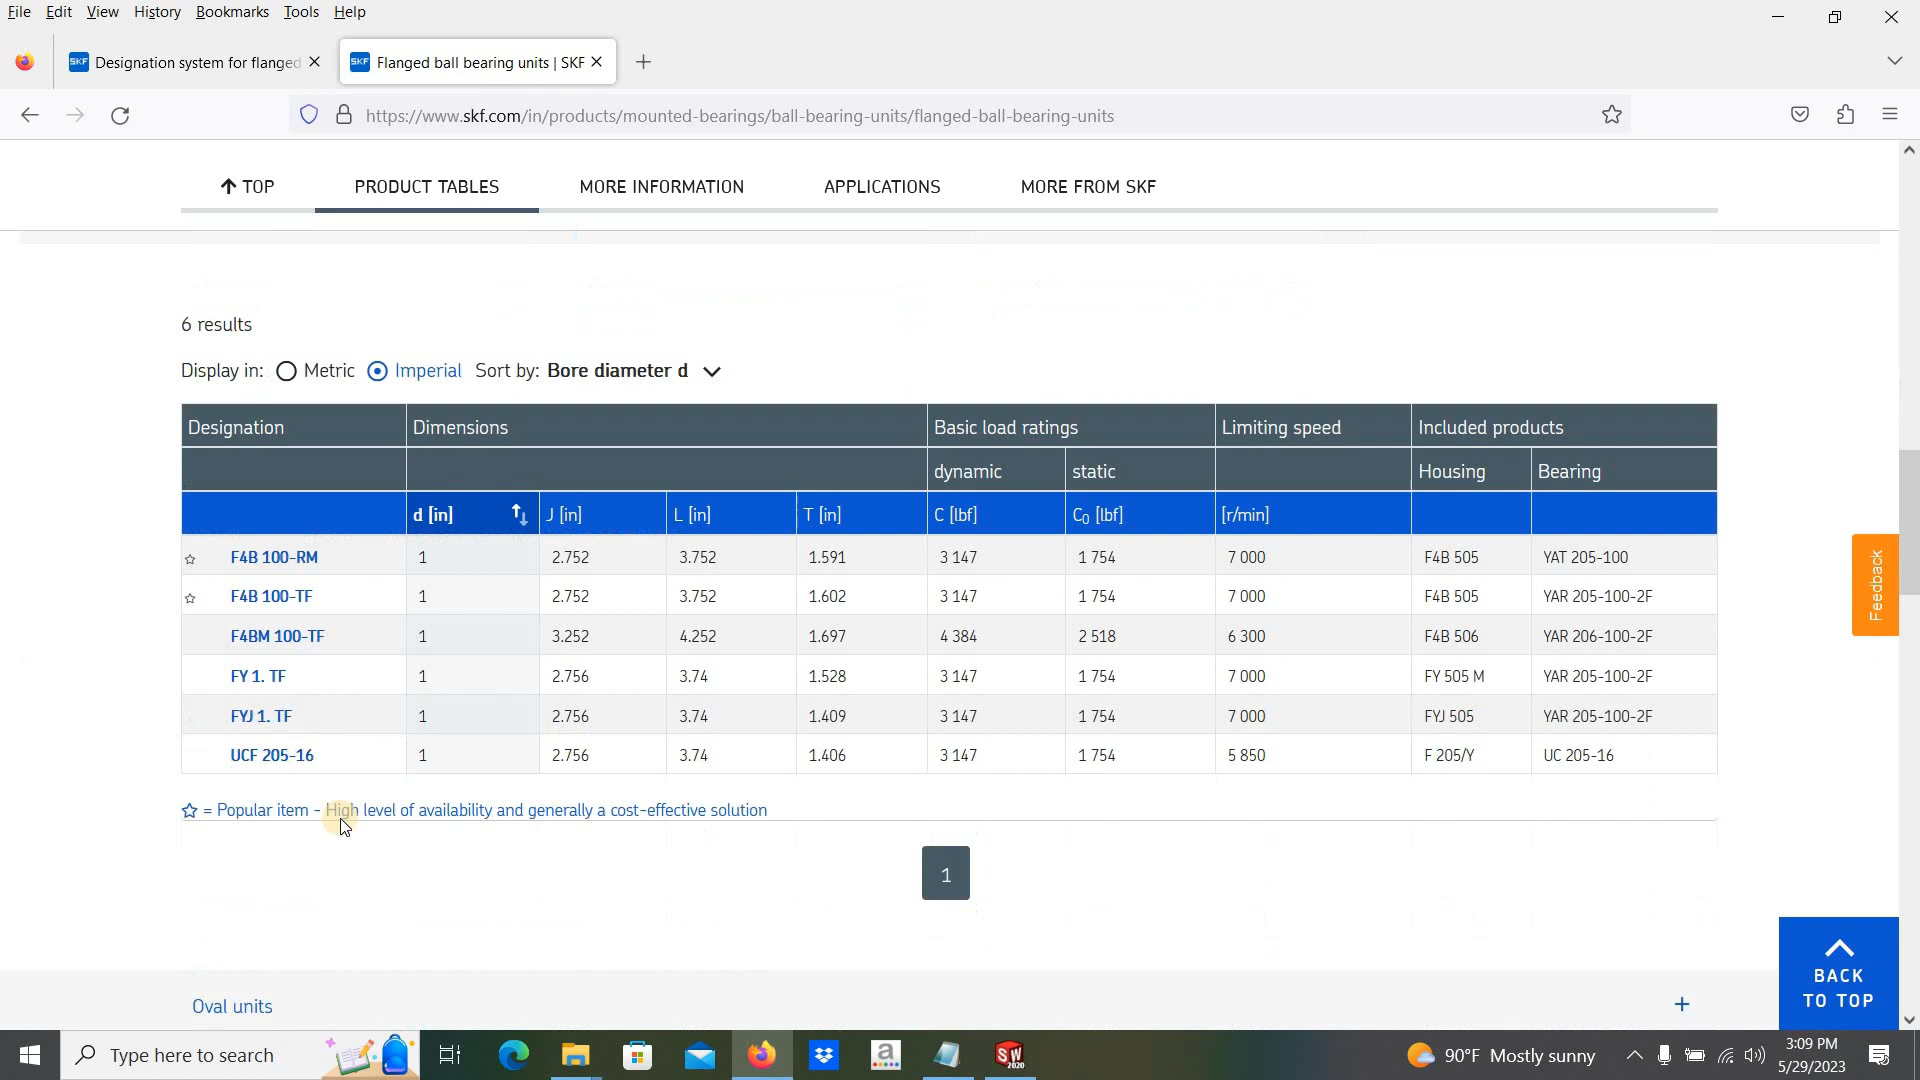 File Edit View History Bookmarks Tools Help
SKF Designation system for flanged SKF Flanged ball bearing units | SKF
https://www.skf.com/in/products/mounted-bearings/ball-bearing-units/flanged-ball-bearing-units
TOP PRODUCT TABLES MORE INFORMATION APPLICATIONS MORE FROM SKF
6 results
Display in: Metric Imperial Sort by: Bore diameter d
Designation Dimensions Basic load ratings Limiting speed Included products
dynamic static Housing Bearing
d [in] J [in] L [in] T [in] C [lbf] C0 [lbf] [r/min]
F4B 100-RM 1 2.752 3.752 1.591 3 147 1 754 7 000 F4B 505 YAT 205-100
F4B 100-TF 1 2.752 3.752 1.602 3 147 1 754 7 000 F4B 505 YAR 205-100-2F
F4BM 100-TF 1 3.252 4.252 1.697 4 384 2 518 6 300 F4B 506 YAR 206-100-2F
FY 1. TF 1 2.756 3.74 1.528 3 147 1 754 7 000 FY 505 M YAR 205-100-2F
FYJ 1. TF 1 2.756 3.74 1.409 3 147 1 754 7 000 FYJ 505 YAR 205-100-2F
UCF 205-16 1 2.756 3.74 1.406 3 147 1 754 5 850 F 205/Y UC 205-16
Feedback
= Popular item - High level of availability and generally a cost-effective solution
1
BACK
TO TOP
Oval units +
Type here to search a SW 2020 90°F Mostly sunny 3:09 PM
5/29/2023